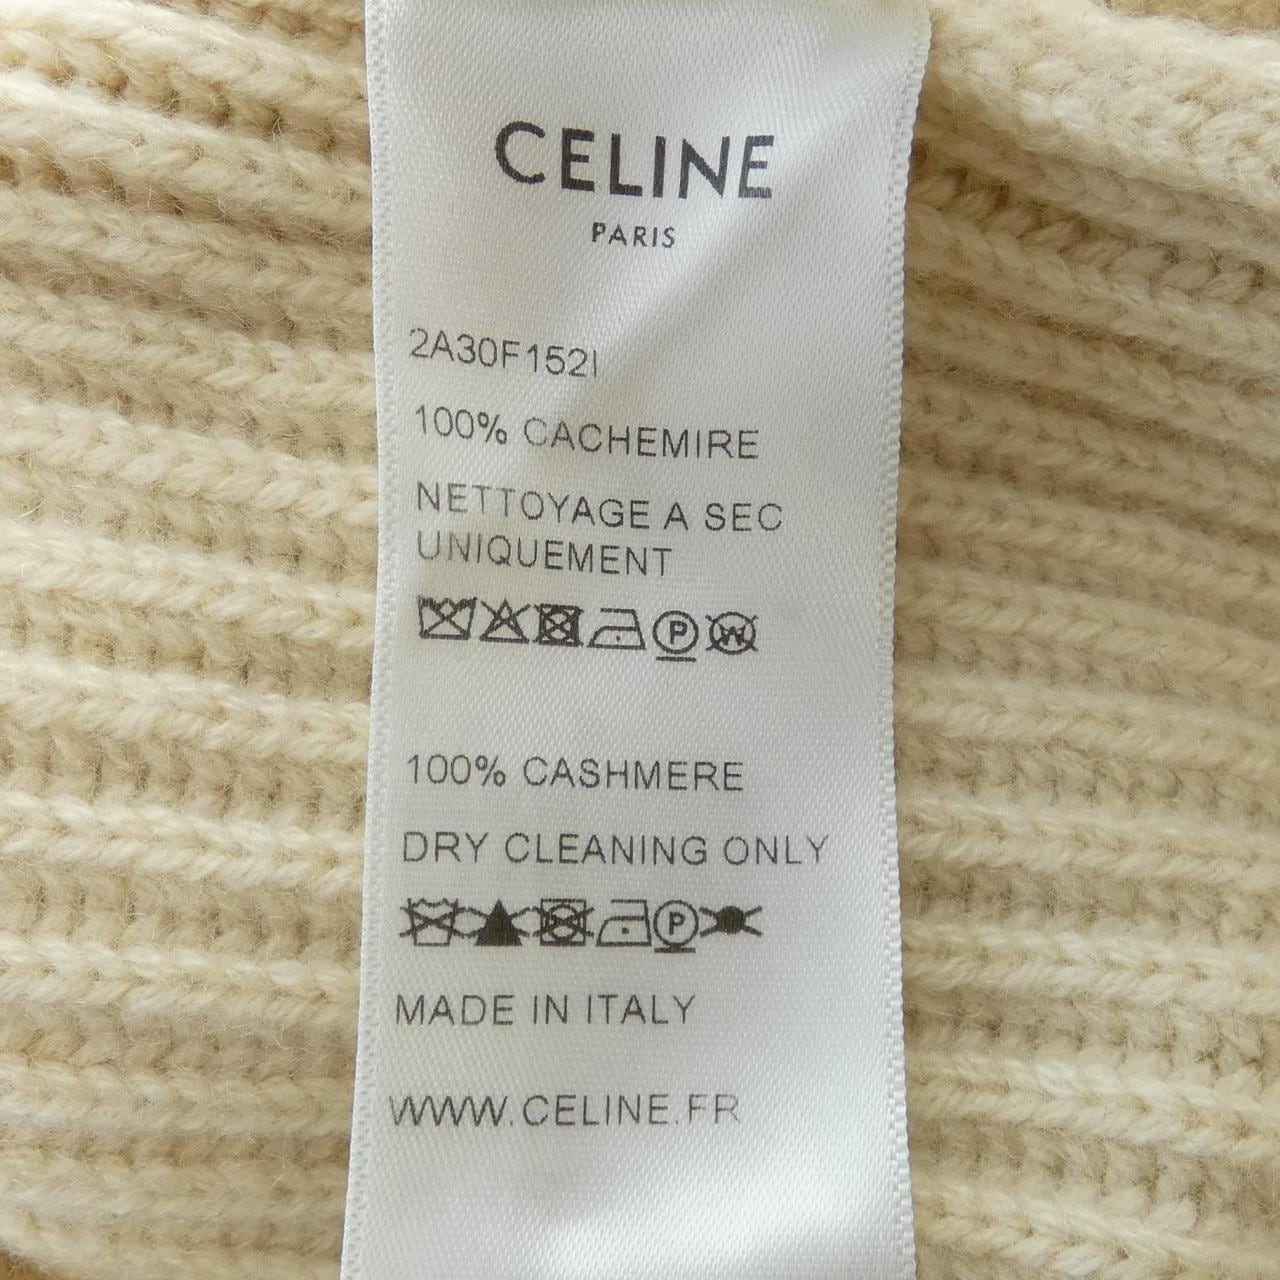 CELINE
PARIS
2A30F152I
100% CACHEMIRE
NETTOYAGE A SEC
UNIQUEMENT
P W
100% CASHMERE
DRY CLEANING ONLY
P
MADE IN ITALY
WWW.CELINE.FR